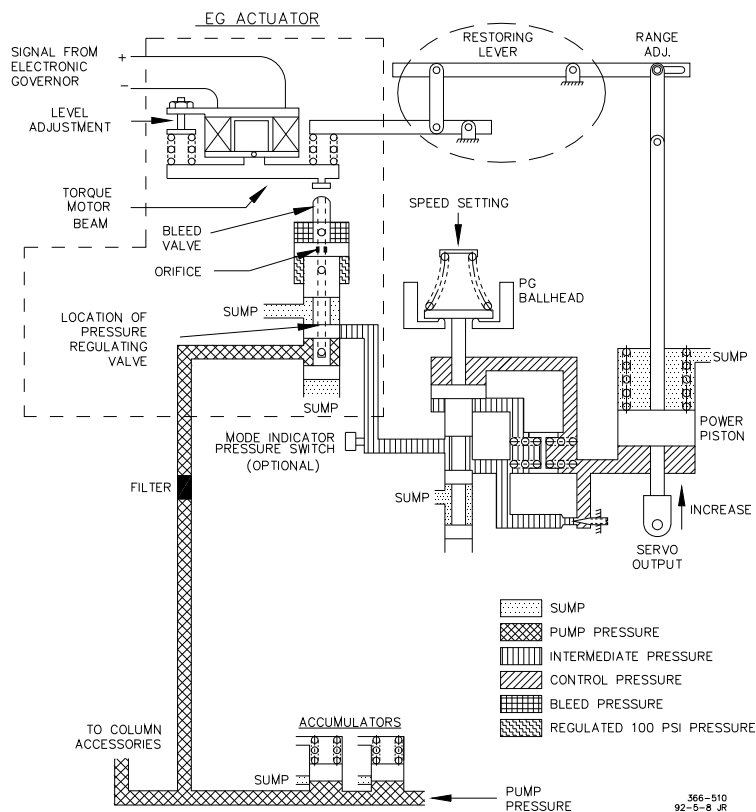 EG ACTUATOR
SIGNAL FROM
ELECTRONIC
GOVERNOR
+
−
LEVEL
ADJUSTMENT
TORQUE
MOTOR
BEAM
BLEED
VALVE
ORIFICE
SUMP
LOCATION OF
PRESSURE
REGULATING
VALVE
SUMP
RESTORING
LEVER
RANGE
ADJ.
SPEED SETTING
PG
BALLHEAD
SUMP
POWER
PISTON
MODE INDICATOR
PRESSURE SWITCH
(OPTIONAL)
SUMP
FILTER
INCREASE
SERVO
OUTPUT
SUMP
PUMP PRESSURE
INTERMEDIATE PRESSURE
CONTROL PRESSURE
BLEED PRESSURE
REGULATED 100 PSI PRESSURE
TO COLUMN
ACCESSORIES
ACCUMULATORS
SUMP
PUMP
PRESSURE
366-510
92-5-8 JR